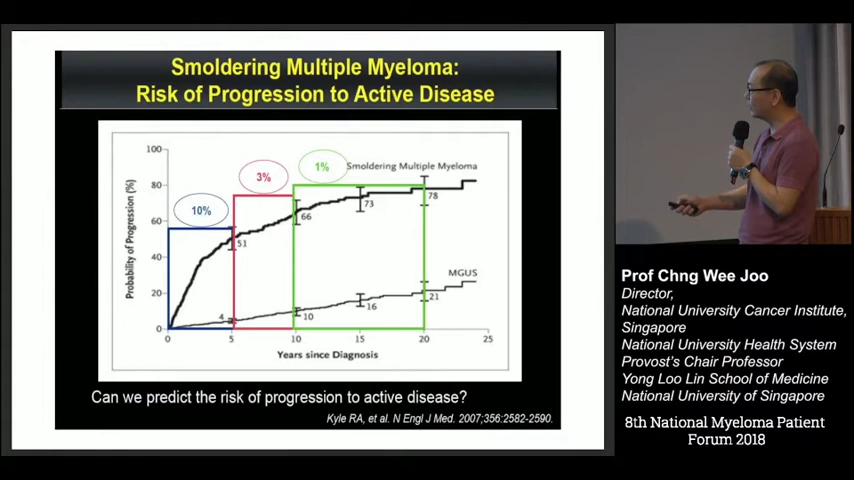 Smoldering Multiple Myeloma:
Risk of Progression to Active Disease
10%
3%
1%
Smoldering Multiple Myeloma
MGUS
Probability of Progression (%)
100
80
60
40
20
0
51
66
73
78
4
10
16
21
0 5 10 15 20 25
Years since Diagnosis
Can we predict the risk of progression to active disease?
Kyle RA, et al. N Engl J Med. 2007;356:2582-2590.
Prof Chng Wee Joo
Director,
National University Cancer Institute,
Singapore
National University Health System
Provost's Chair Professor
Yong Loo Lin School of Medicine
National University of Singapore
8th National Myeloma Patient
Forum 2018